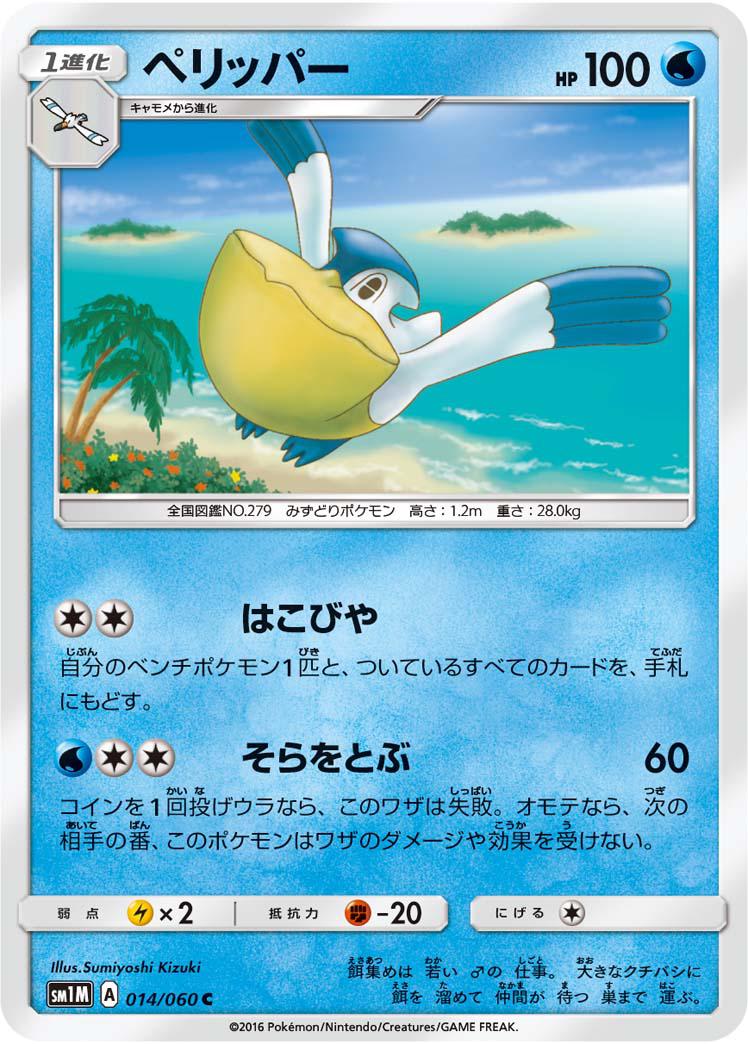 1進化 ペリッパー HP 100
キャモメから進化
全国図鑑NO.279 みずどりポケモン 高さ:1.2m 重さ:28.0kg
はこびや
自分のベンチポケモン1匹と、ついているすべてのカードを、手札
にもどす。
そらをとぶ 60
コインを1回投げウラなら、このワザは失敗。オモテなら、次の
相手の番、このポケモンはワザのダメージや効果を受けない。
弱点 ×2 抵抗力 -20 にげる
Illus.Sumiyoshi Kizuki
餌集めは 若い ♂の 仕事。 大きなクチバシに
餌を 溜めて 仲間が 待つ 巣まで 運ぶ。
SM1M A 014/060 C
©2016 Pokémon/Nintendo/Creatures/GAME FREAK.